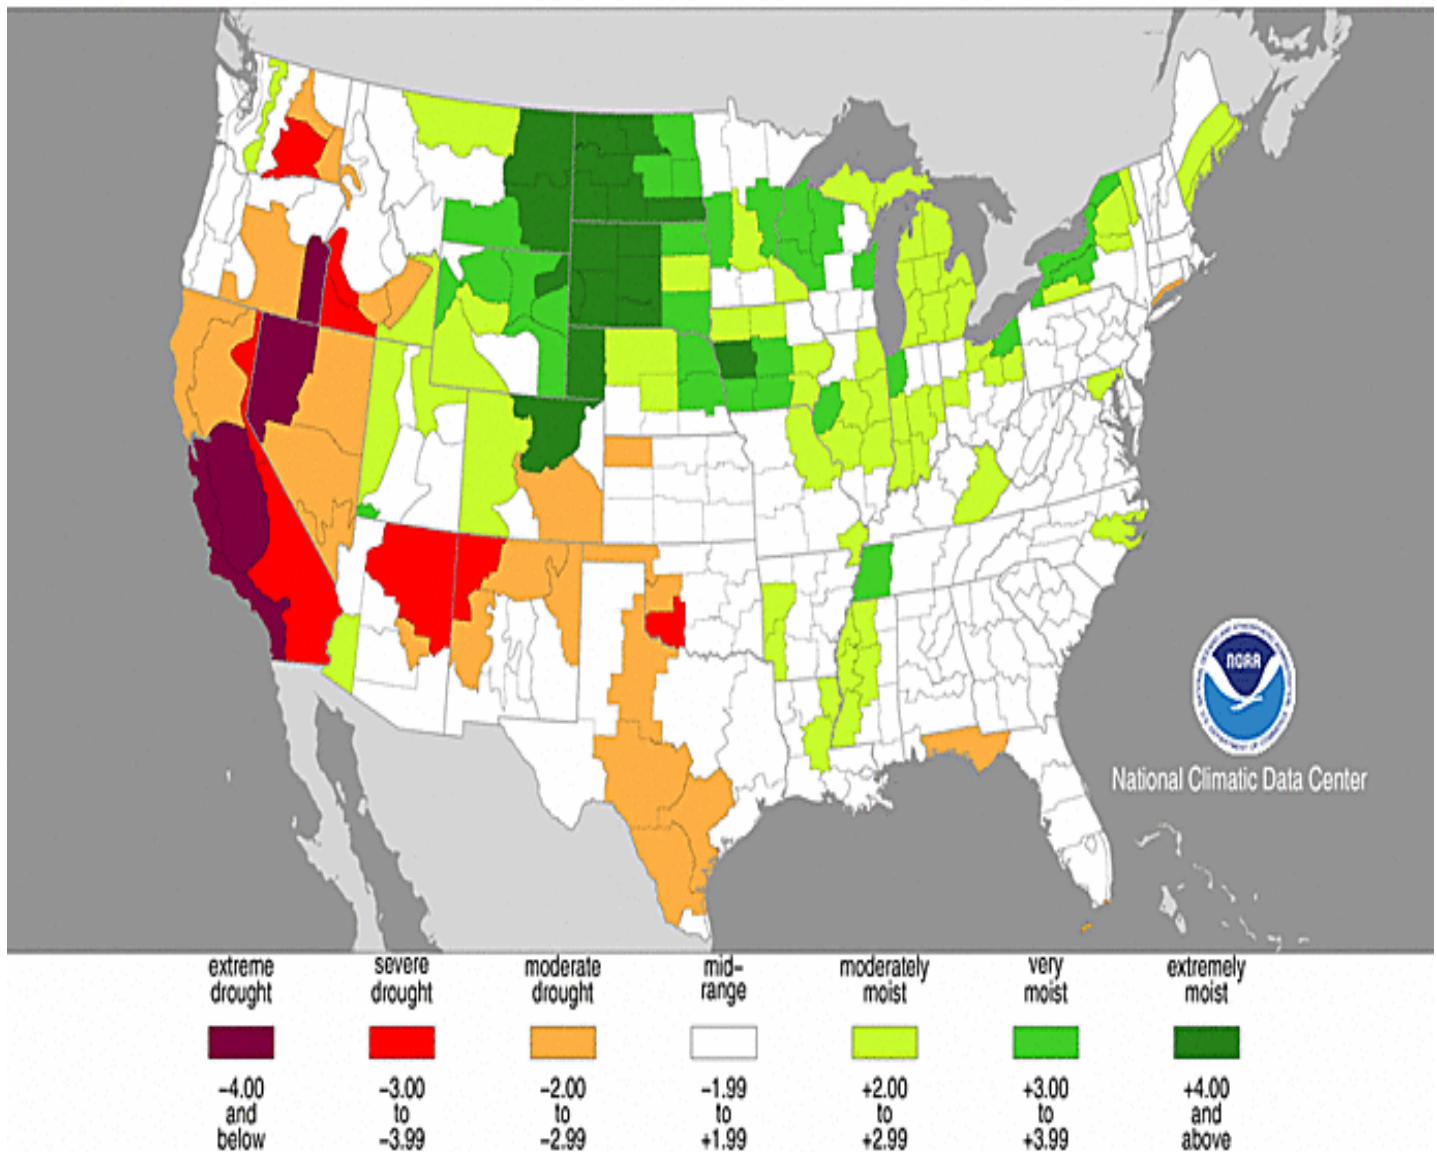 NOAA
National Climatic Data Center
extreme drought
severe drought
moderate drought
mid-range
moderately moist
very moist
extremely moist
-4.00 and below
-3.00 to -3.99
-2.00 to -2.99
-1.99 to +1.99
+2.00 to +2.99
+3.00 to +3.99
+4.00 and above